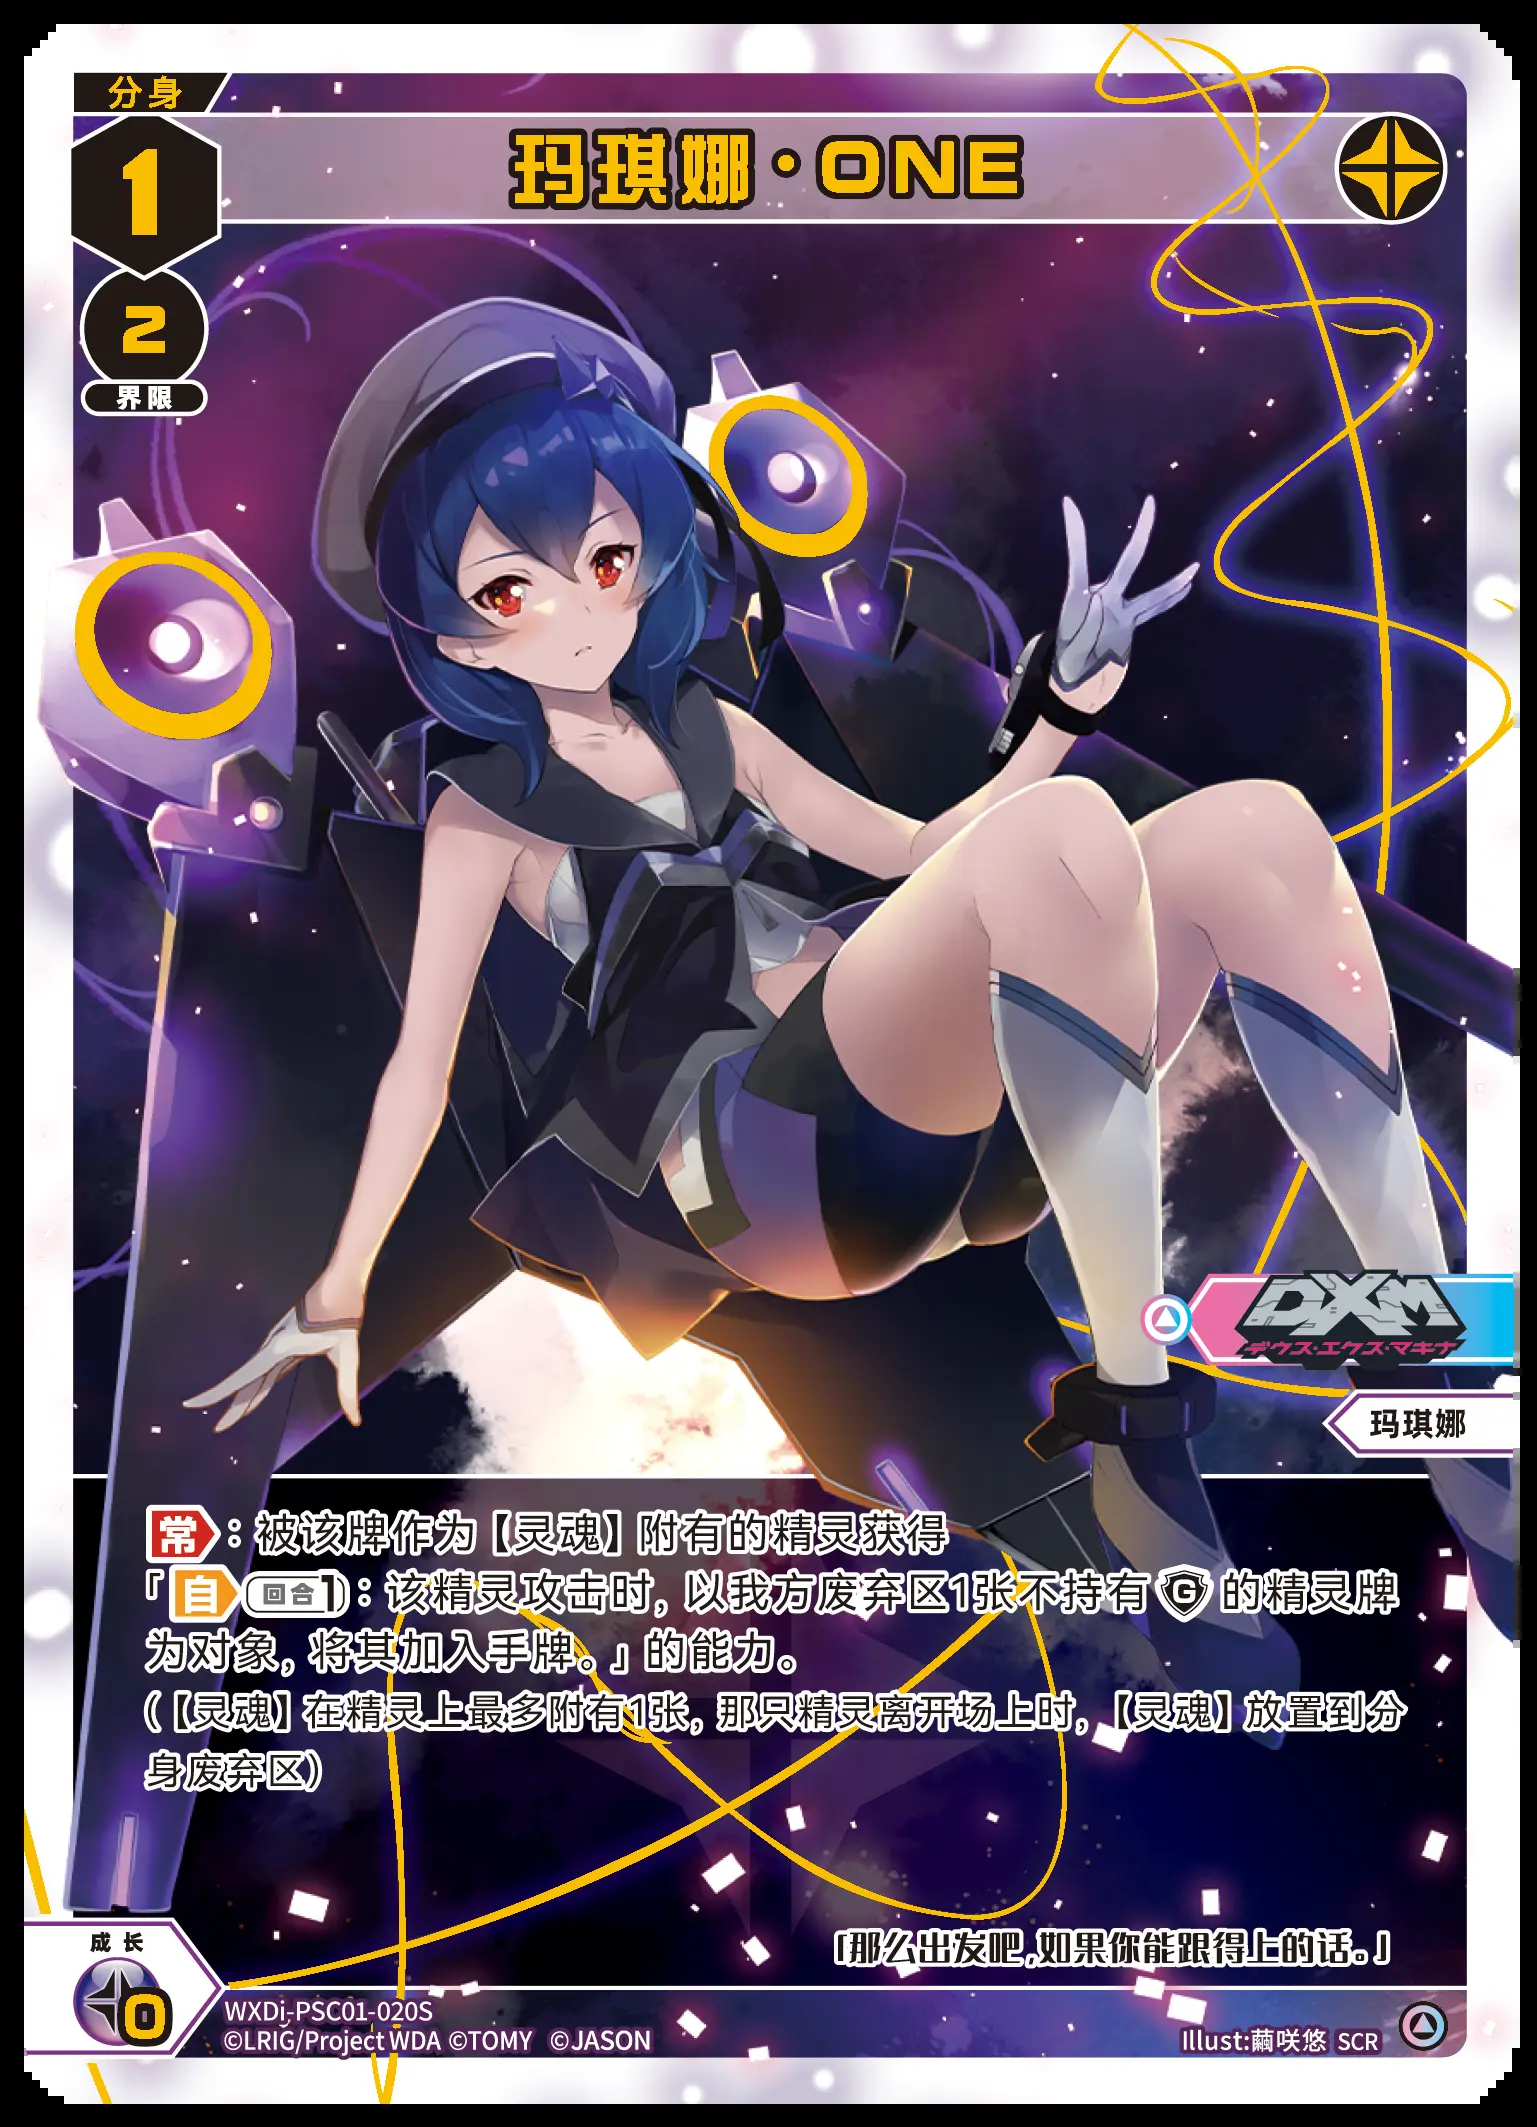 分身
1
玛琪娜・ONE
2
界限
DXM
デウス・エクス・マキナ
玛琪娜
常：被该牌作为【灵魂】附有的精灵获得
「自 回合1：该精灵攻击时，以我方废弃区1张不持有G的精灵牌
为对象，将其加入手牌。」的能力。
（【灵魂】在精灵上最多附有1张，那只精灵离开场上时，【灵魂】放置到分
身废弃区）
「那么出发吧，如果你能跟得上的话。」
成长
0
WXDi-PSC01-020S
©LRIG/Project WDA ©TOMY ©JASON
Illust:繭咲悠 SCR